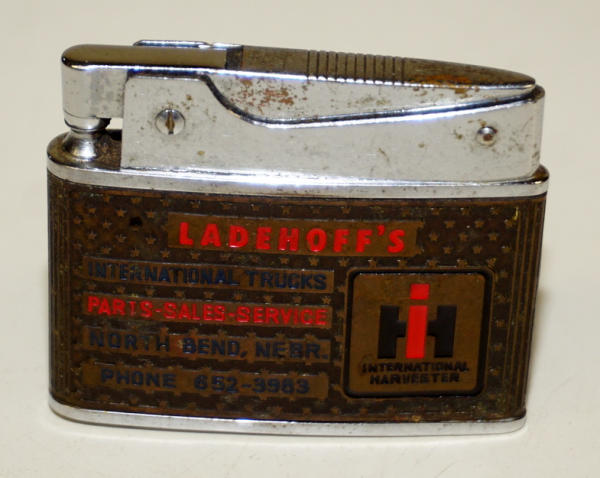 LADEHOFF'S
INTERNATIONAL TRUCKS
PARTS-SALES-SERVICE
NORTH BEND, NEBR.
PHONE 652-3983
IH
INTERNATIONAL
HARVESTER